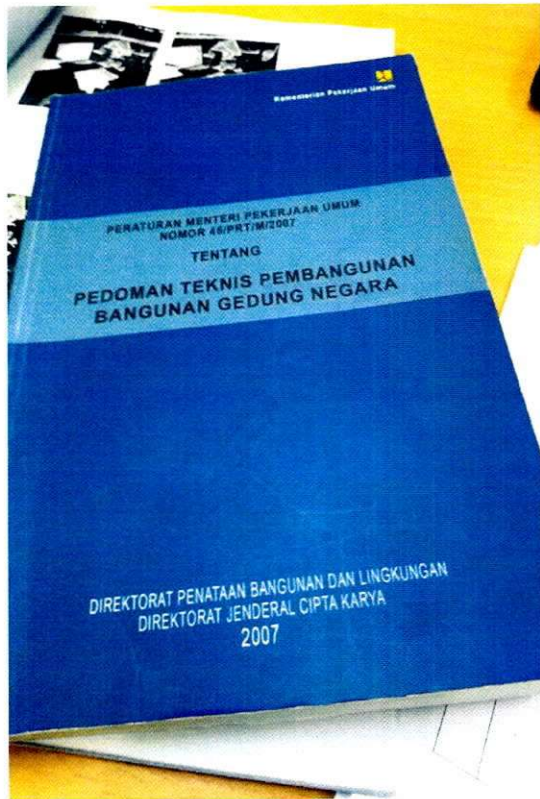 Kementerian Pekerjaan Umum
PERATURAN MENTERI PEKERJAAN UMUM
NOMOR 45/PRT/M/2007
TENTANG
PEDOMAN TEKNIS PEMBANGUNAN
BANGUNAN GEDUNG NEGARA
DIREKTORAT PENATAAN BANGUNAN DAN LINGKUNGAN
DIREKTORAT JENDERAL CIPTA KARYA
2007